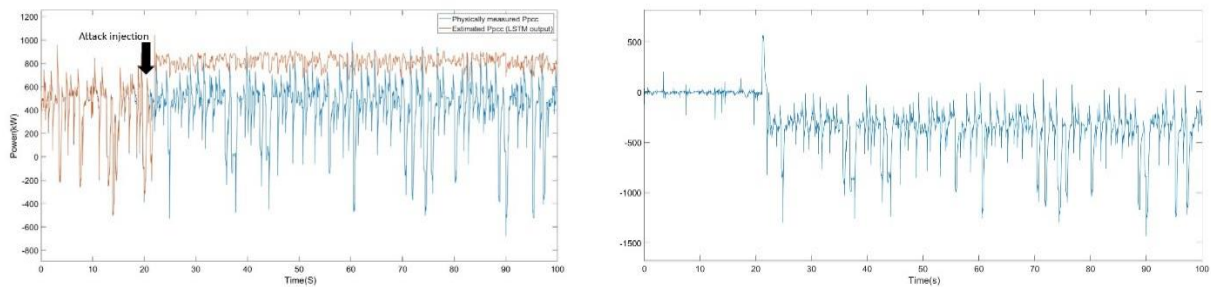 1200
1000
800
600
400
200
0
-200
-400
-600
-800
Power(kW)
Attack injection
Physically measured Ppcc
Estimated Ppcc (LSTM output)
0 10 20 30 40 50 60 70 80 90 100
Time(S)
500
0
-500
-1000
-1500
0 10 20 30 40 50 60 70 80 90 100
Time(s)